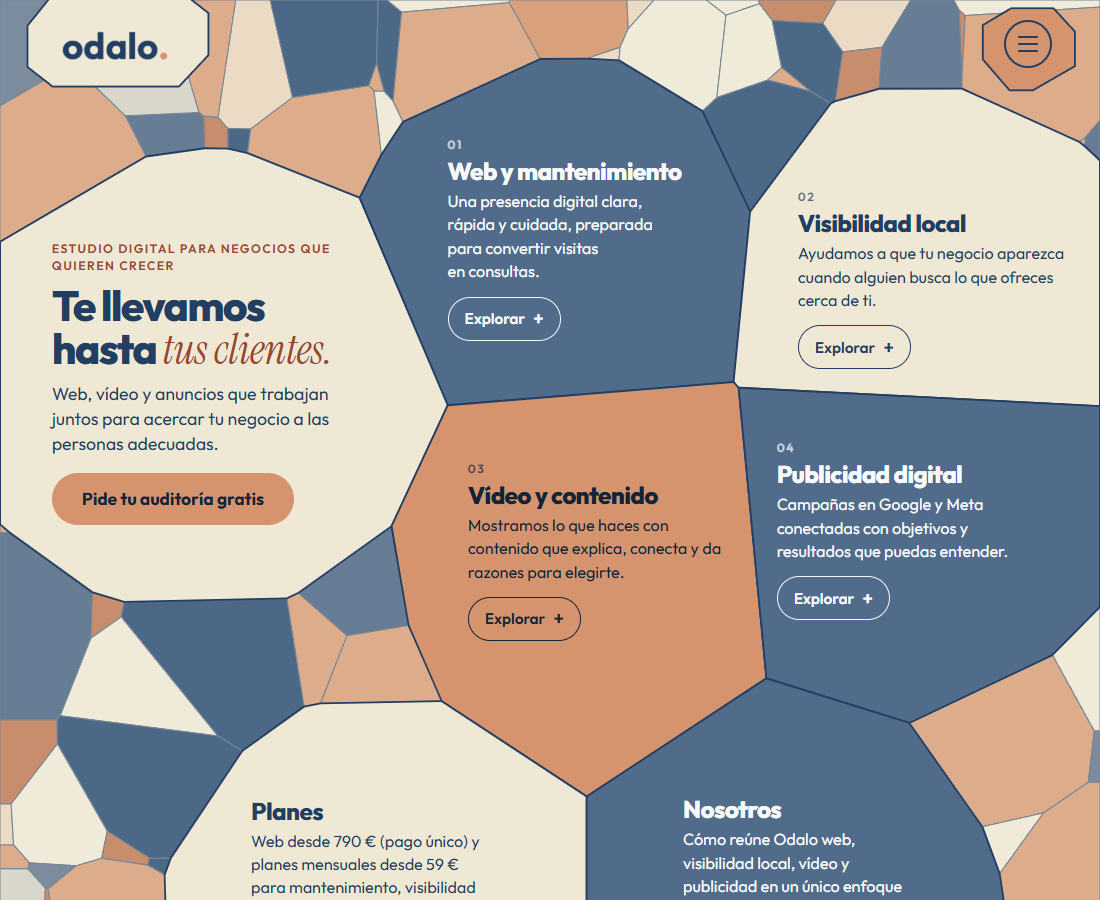 odalo.
ESTUDIO DIGITAL PARA NEGOCIOS QUE
QUIEREN CRECER
Te llevamos
hasta tus clientes.
Web, vídeo y anuncios que trabajan
juntos para acercar tu negocio a las
personas adecuadas.
Pide tu auditoría gratis
01
Web y mantenimiento
Una presencia digital clara,
rápida y cuidada, preparada
para convertir visitas
en consultas.
Explorar +
02
Visibilidad local
Ayudamos a que tu negocio aparezca
cuando alguien busca lo que ofreces
cerca de ti.
Explorar +
03
Vídeo y contenido
Mostramos lo que haces con
contenido que explica, conecta y da
razones para elegirte.
Explorar +
04
Publicidad digital
Campañas en Google y Meta
conectadas con objetivos y
resultados que puedas entender.
Explorar +
Planes
Web desde 790 € (pago único) y
planes mensuales desde 59 €
para mantenimiento, visibilidad
Nosotros
Cómo reúne Odalo web,
visibilidad local, vídeo y
publicidad en un único enfoque